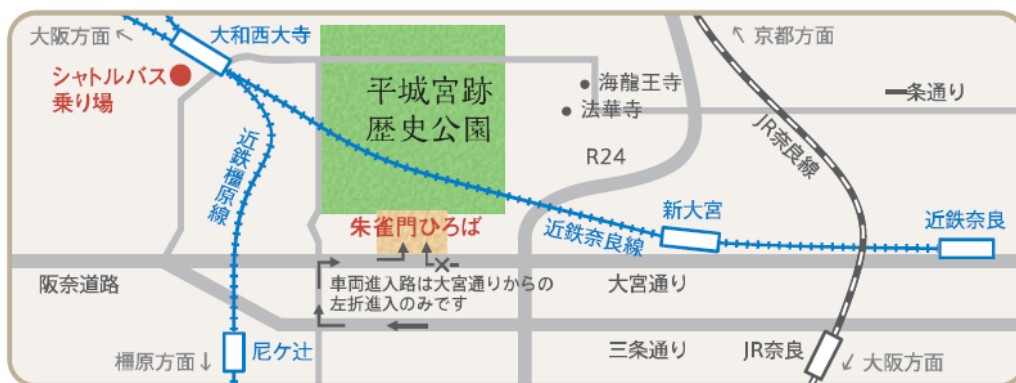 大阪方面
大和西大寺
京都方面
シャトルバス
乗り場
平城宮跡
歴史公園
海龍王寺
法華寺
一条通り
近鉄橿原線
JR奈良線
R24
朱雀門ひろば
近鉄奈良線
新大宮
近鉄奈良
阪奈道路
車両進入路は大宮通りからの
左折進入のみです
大宮通り
橿原方面
尼ケ辻
三条通り
JR奈良
大阪方面